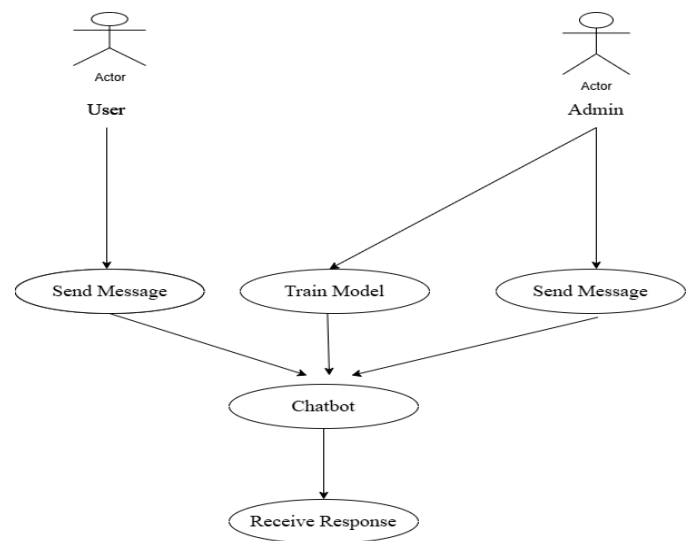 Actor
User
Actor
Admin
Send Message
Train Model
Send Message
Chatbot
Receive Response